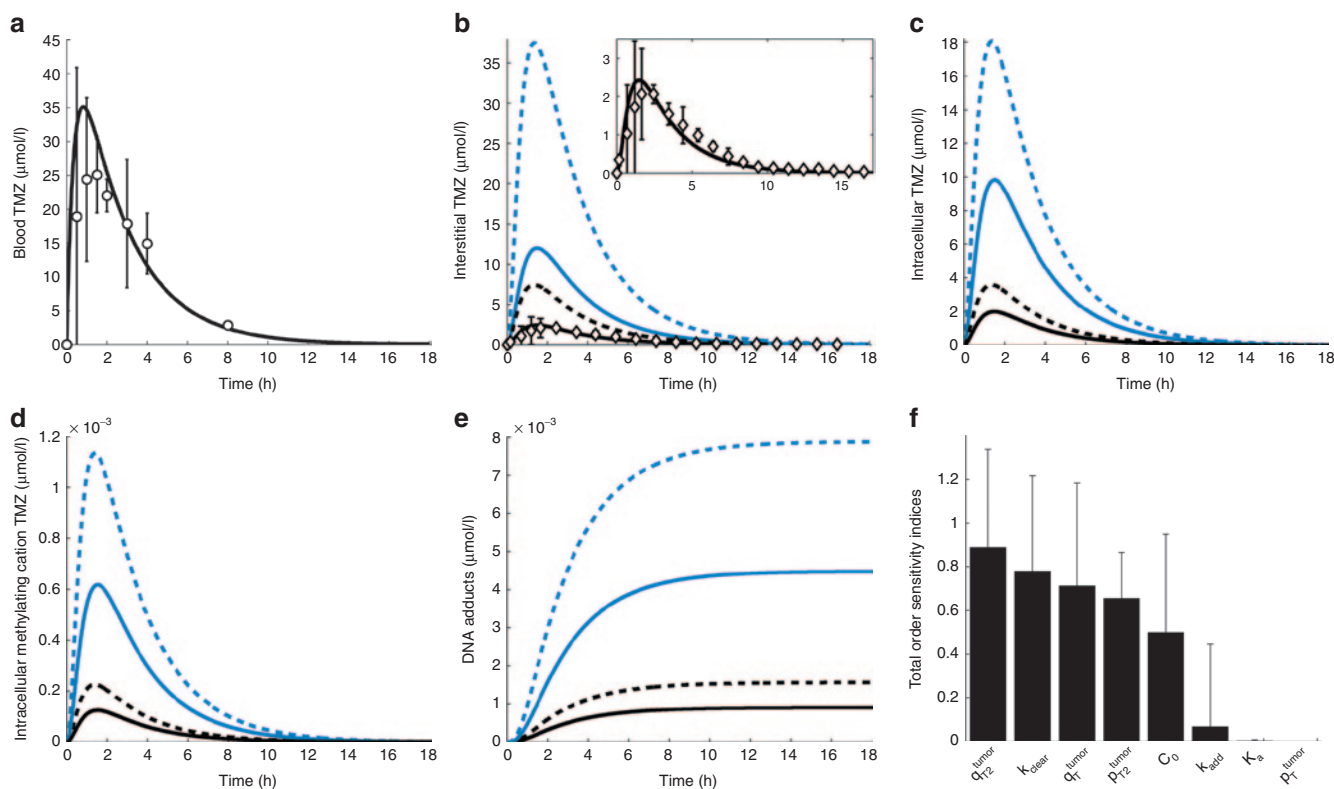 a
45
40
35
30
25
20
15
10
5
0
Blood TMZ (μmol/l)
0 2 4 6 8 10 12 14 16 18
Time (h)
b
35
30
25
20
15
10
5
0
Interstitial TMZ (μmol/l)
0 2 4 6 8 10 12 14 16 18
Time (h)
3
2
1
0
0 5 10 15
c
18
16
14
12
10
8
6
4
2
0
Intracellular TMZ (μmol/l)
0 4 6 8 10 12 14 16 18
Time (h)
d
× 10⁻³
1.2
1
0.8
0.6
0.4
0.2
0
Intracellular methylating cation TMZ (μmol/l)
0 2 4 6 8 10 12 14 16 18
Time (h)
e
× 10⁻³
8
7
6
5
4
3
2
1
0
DNA adducts (μmol/l)
0 2 4 6 8 10 12 14 16 18
Time (h)
f
1.2
1
0.8
0.6
0.4
0.2
0
Total order sensitivity indices
q_T2^tumor
k_clear
q_T^tumor
p_T2^tumor
C_0
k_add
K_a
p_T^tumor